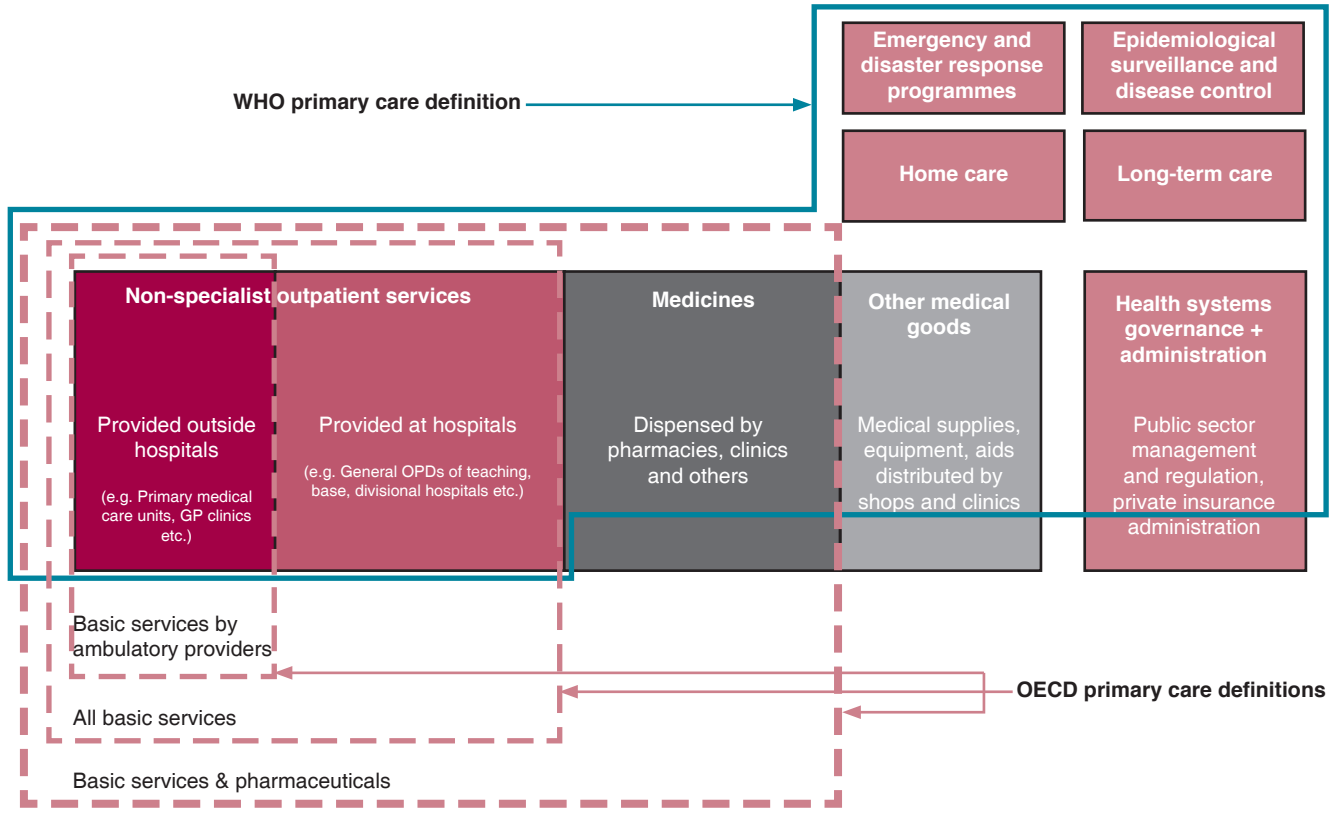 Emergency and
disaster response
programmes
Epidemiological
surveillance and
disease control
WHO primary care definition
Home care
Long-term care
Non-specialist outpatient services
Medicines
Other medical
goods
Health systems
governance +
administration
Provided outside
hospitals
(e.g. Primary medical
care units, GP clinics
etc.)
Provided at hospitals
(e.g. General OPDs of teaching,
base, divisional hospitals etc.)
Dispensed by
pharmacies, clinics
and others
Medical supplies,
equipment, aids
distributed by
shops and clinics
Public sector
management
and regulation,
private insurance
administration
Basic services by
ambulatory providers
OECD primary care definitions
All basic services
Basic services & pharmaceuticals